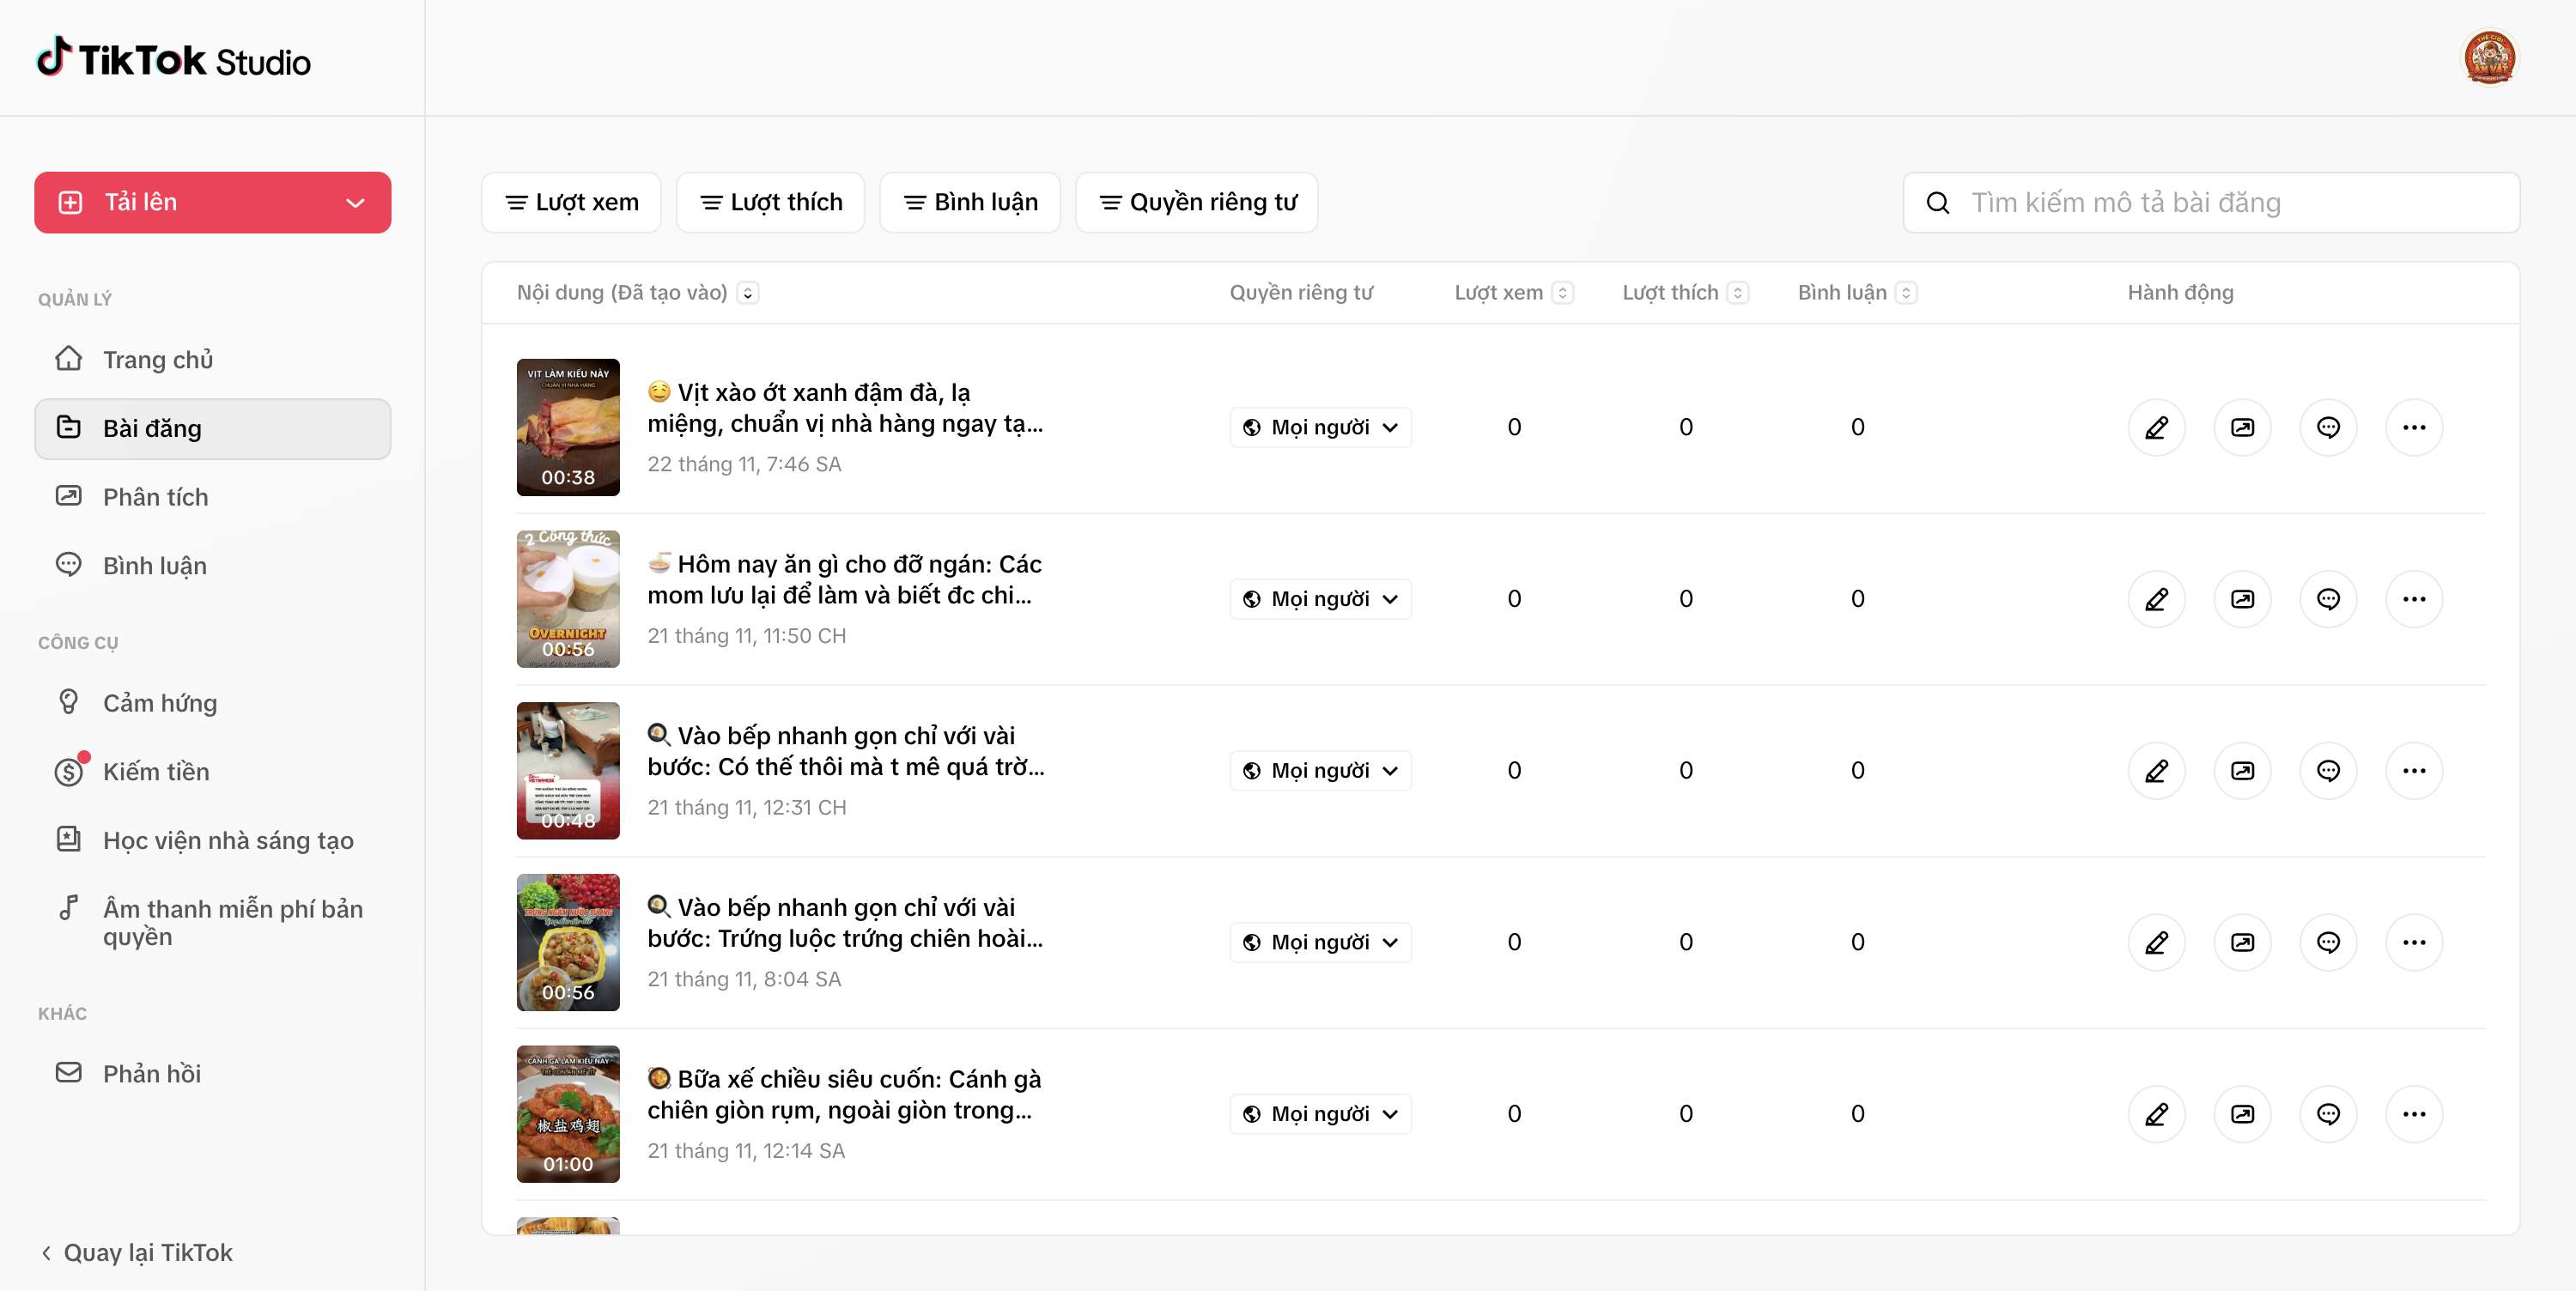 TikTok Studio
Tải lên
QUẢN LÝ
Trang chủ
Bài đăng
Phân tích
Bình luận
CÔNG CỤ
Cảm hứng
Kiếm tiền
Học viện nhà sáng tạo
Âm thanh miễn phí bản
quyền
KHÁC
Phản hồi
Quay lại TikTok
Lượt xem Lượt thích Bình luận Quyền riêng tư
Tìm kiếm mô tả bài đăng
Nội dung (Đã tạo vào) Quyền riêng tư Lượt xem Lượt thích Bình luận Hành động
VỊT LÀM KIỂU NÀY
CHUẨN VỊ NHÀ HÀNG
00:38
🤤 Vịt xào ớt xanh đậm đà, lạ
miệng, chuẩn vị nhà hàng ngay tạ...
22 tháng 11, 7:46 SA
Mọi người 0 0 0
2 Công thức
OVERNIGHT
00:56
🍜 Hôm nay ăn gì cho đỡ ngán: Các
mom lưu lại để làm và biết đc chi...
21 tháng 11, 11:50 CH
Mọi người 0 0 0
00:48
🍳 Vào bếp nhanh gọn chỉ với vài
bước: Có thế thôi mà t mê quá trờ...
21 tháng 11, 12:31 CH
Mọi người 0 0 0
00:56
🍳 Vào bếp nhanh gọn chỉ với vài
bước: Trứng luộc trứng chiên hoài...
21 tháng 11, 8:04 SA
Mọi người 0 0 0
CÁNH GÀ LÀM KIỂU NÀY
椒盐鸡翅
01:00
🥘 Bữa xế chiều siêu cuốn: Cánh gà
chiên giòn rụm, ngoài giòn trong...
21 tháng 11, 12:14 SA
Mọi người 0 0 0